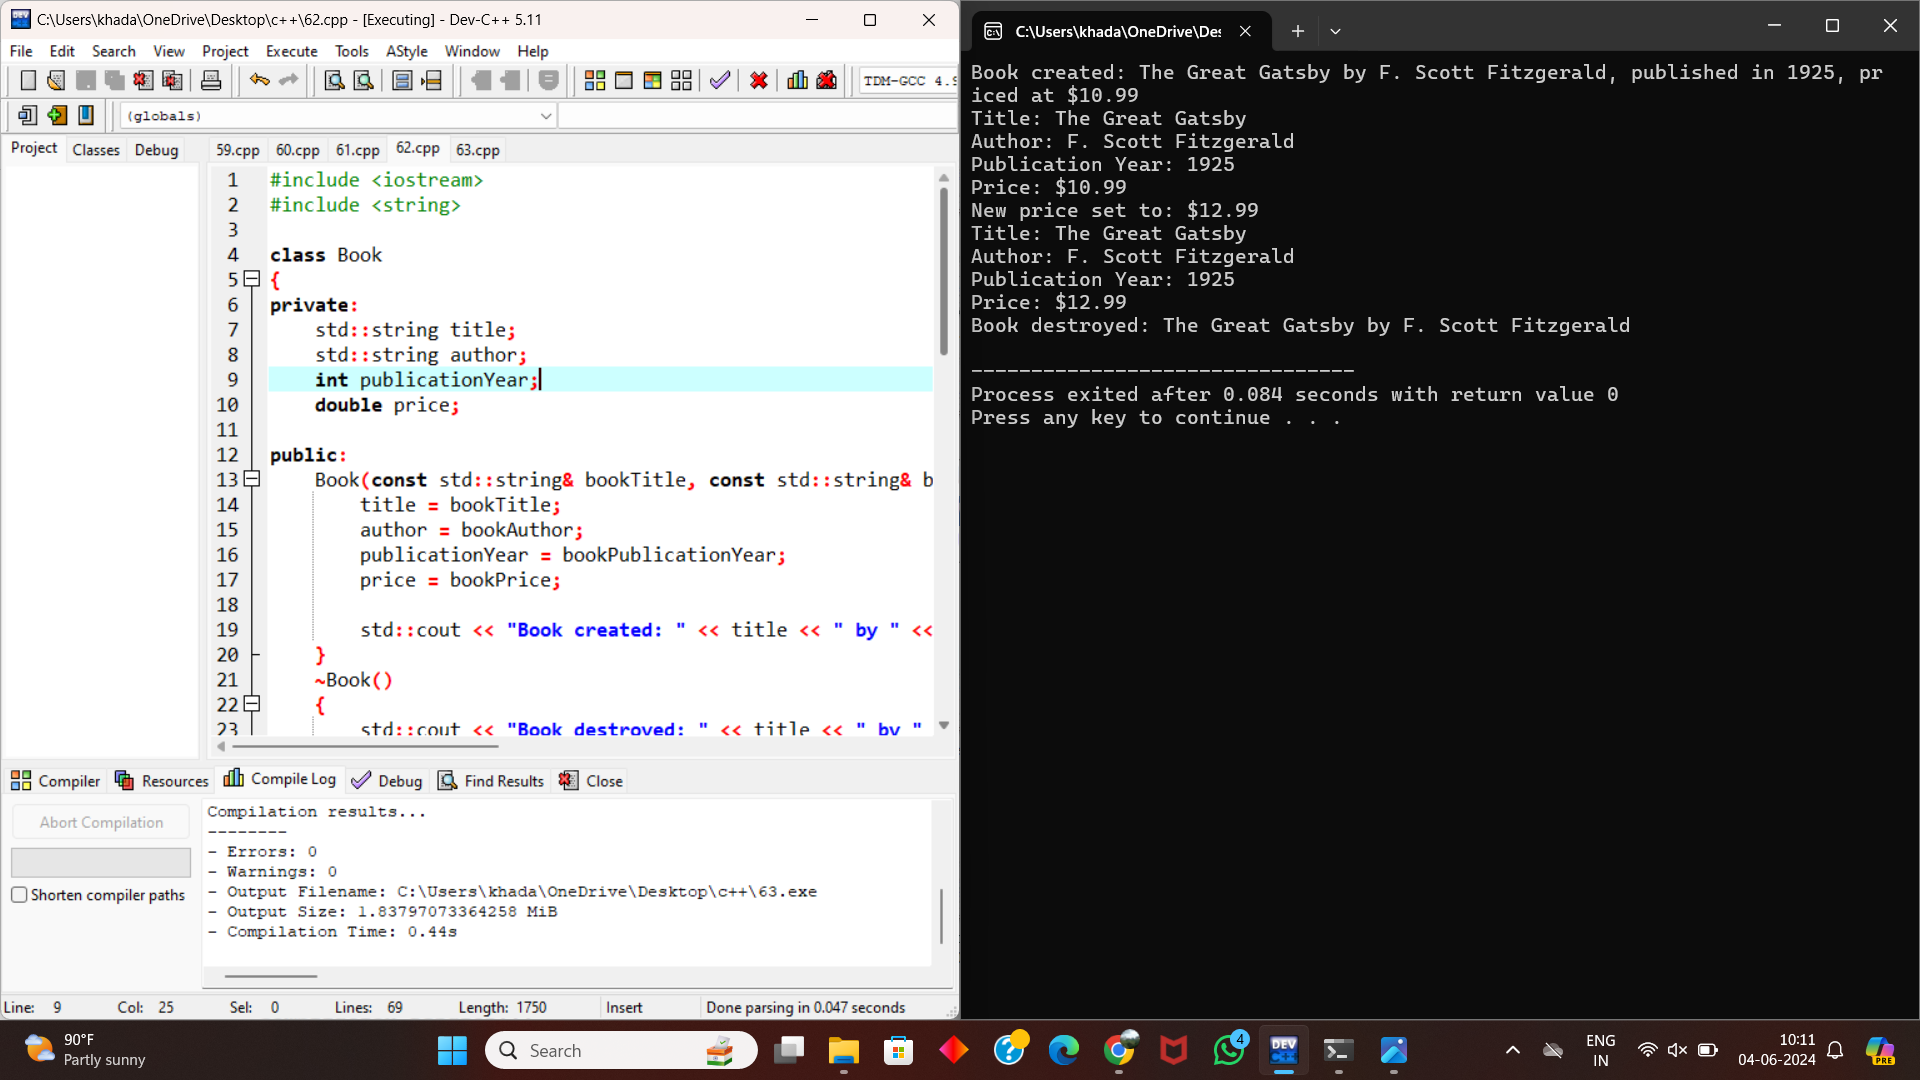 C:\Users\khada\OneDrive\Desktop\c++\62.cpp - [Executing] - Dev-C++ 5.11
File Edit Search View Project Execute Tools AStyle Window Help
TDM-GCC 4.9
(globals)
Project Classes Debug
59.cpp 60.cpp 61.cpp 62.cpp 63.cpp
1 #include <iostream>
2 #include <string>
3
4 class Book
5 {
6 private:
7 std::string title;
8 std::string author;
9 int publicationYear;
10 double price;
11
12 public:
13 Book(const std::string& bookTitle, const std::string& b
14 title = bookTitle;
15 author = bookAuthor;
16 publicationYear = bookPublicationYear;
17 price = bookPrice;
18
19 std::cout << "Book created: " << title << " by " <<
20 }
21 ~Book()
22 {
23 std::cout << "Book destroyed: " << title << " by "
Compiler Resources Compile Log Debug Find Results Close
Abort Compilation
Shorten compiler paths
Compilation results...
--------
- Errors: 0
- Warnings: 0
- Output Filename: C:\Users\khada\OneDrive\Desktop\c++\63.exe
- Output Size: 1.83797073364258 MiB
- Compilation Time: 0.44s
Line: 9 Col: 25 Sel: 0 Lines: 69 Length: 1750 Insert Done parsing in 0.047 seconds
C:\Users\khada\OneDrive\Des
Book created: The Great Gatsby by F. Scott Fitzgerald, published in 1925, pr
iced at $10.99
Title: The Great Gatsby
Author: F. Scott Fitzgerald
Publication Year: 1925
Price: $10.99
New price set to: $12.99
Title: The Great Gatsby
Author: F. Scott Fitzgerald
Publication Year: 1925
Price: $12.99
Book destroyed: The Great Gatsby by F. Scott Fitzgerald
--------------------------------
Process exited after 0.084 seconds with return value 0
Press any key to continue . . .
90°F
Partly sunny
Search
4
DEV
PRE
ENG
IN
10:11
04-06-2024